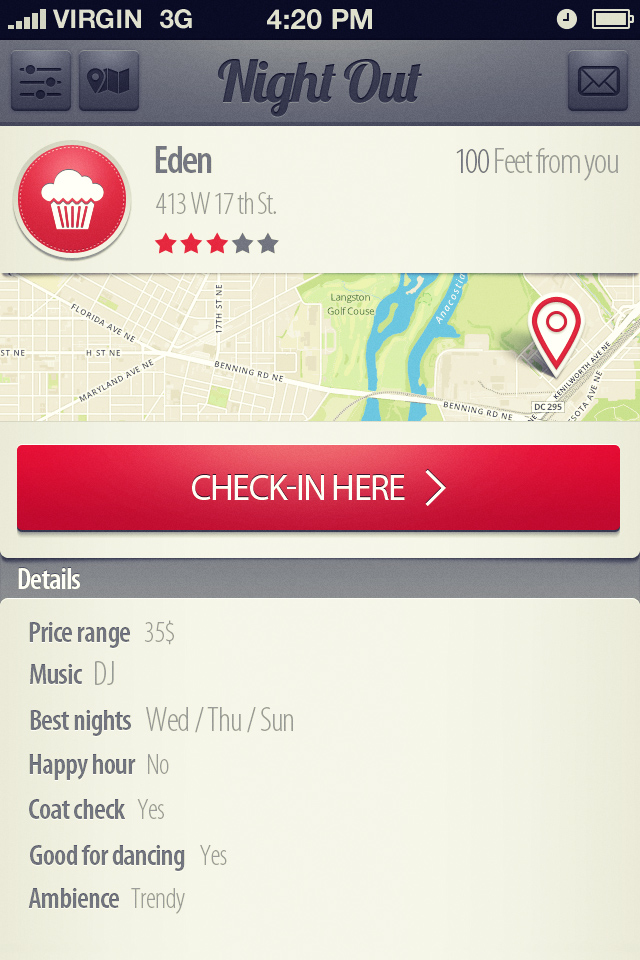 VIRGIN 3G 4:20 PM
Night Out
Eden 100 Feet from you
413 W 17 th St.
Langston
Golf Couse
Anacostia
17TH ST NE
FLORIDA AVE NE
ST NE
H ST NE
MARYLAND AVE NE
BENNING RD NE
KENILWORTH AVE NE
BENNING RD NE
DC 295
SOTA AVE NE
CHECK-IN HERE
Details
Price range 35$
Music DJ
Best nights Wed / Thu / Sun
Happy hour No
Coat check Yes
Good for dancing Yes
Ambience Trendy